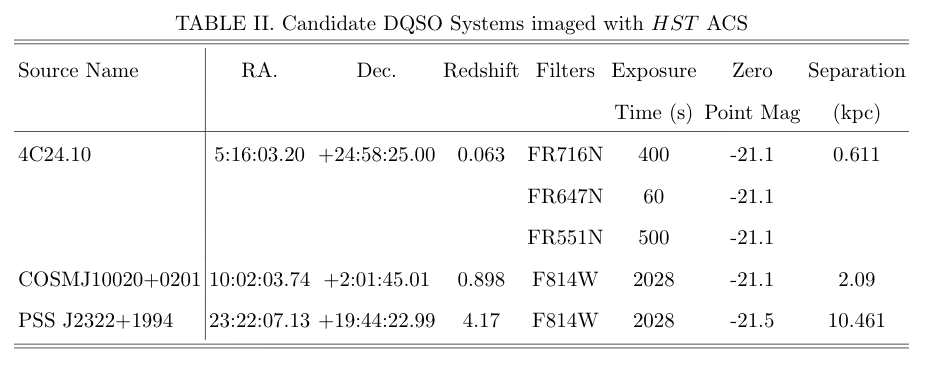 TABLE II. Candidate DQSO Systems imaged with HST ACS
Source Name RA. Dec. Redshift Filters Exposure Zero Separation
Time (s) Point Mag (kpc)
4C24.10 5:16:03.20 +24:58:25.00 0.063 FR716N 400 -21.1 0.611
FR647N 60 -21.1
FR551N 500 -21.1
COSMJ10020+0201 10:02:03.74 +2:01:45.01 0.898 F814W 2028 -21.1 2.09
PSS J2322+1994 23:22:07.13 +19:44:22.99 4.17 F814W 2028 -21.5 10.461